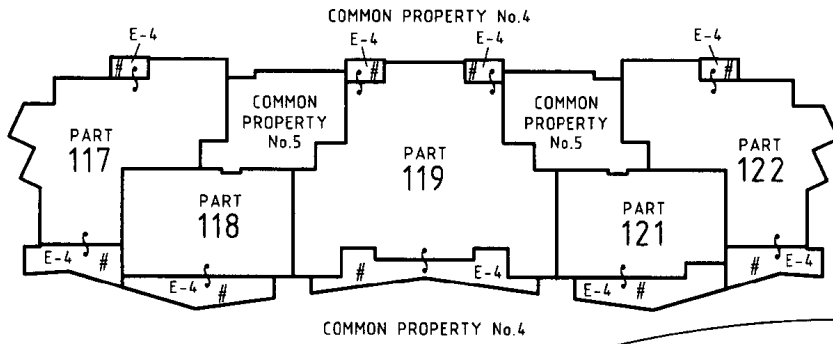 COMMON PROPERTY No.4
E-4
E-4
E-4
E-4
#
#
#
#
COMMON
PROPERTY
No.5
COMMON
PROPERTY
No.5
PART
117
PART
119
PART
122
PART
118
PART
121
E-4 #
E-4 #
# E-4
E-4 #
# E-4
COMMON PROPERTY No.4